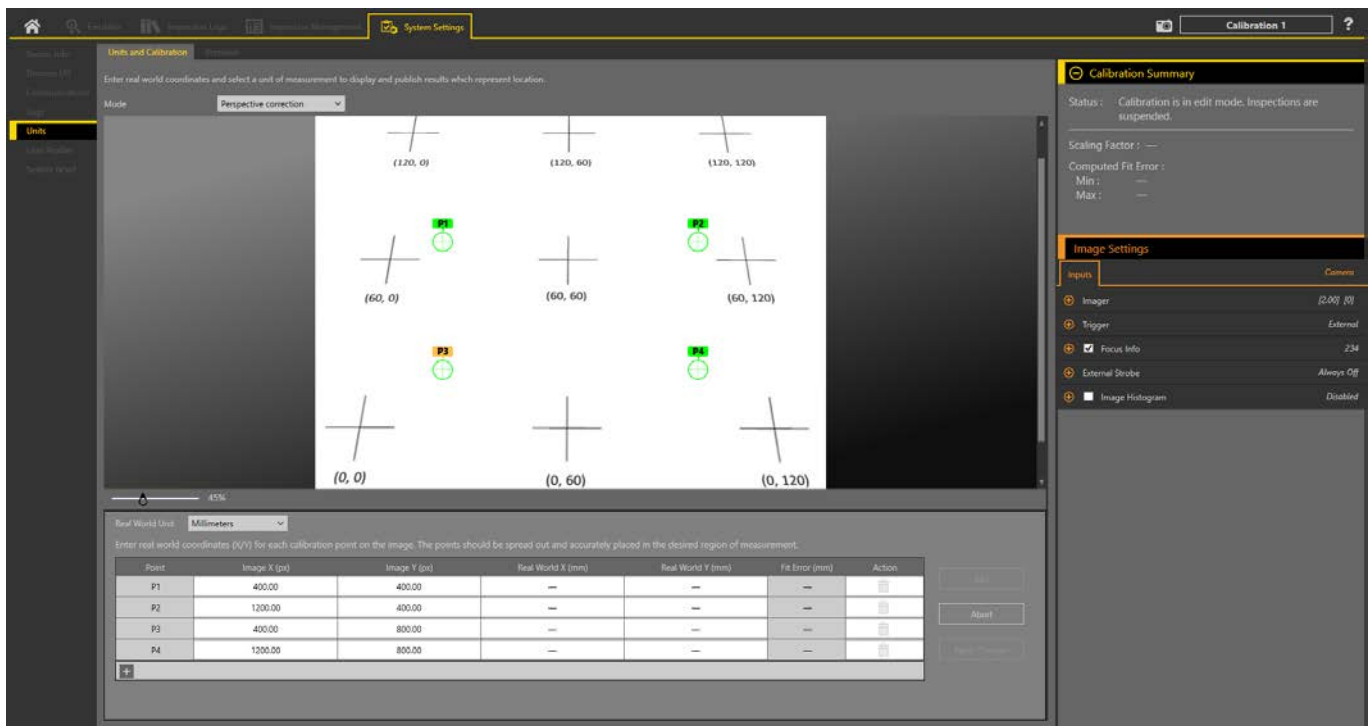 System Settings
Calibration 1
?
Units and Calibration
Enter real world coordinates and select a unit of measurement to display and publish results which represent location.
Mode
Perspective correction
Units
(120, 0)
(120, 60)
(120, 120)
P1
P2
(60, 0)
(60, 60)
(60, 120)
P3
P4
(0, 0)
(0, 60)
(0, 120)
45%
Real World Unit
Millimeters
Enter real world coordinates (X/Y) for each calibration point on the image. The points should be spread out and accurately placed in the desired region of measurement.
Point Image X (px) Image Y (px) Real World X (mm) Real World Y (mm) Fit Error (mm) Action
P1 400.00 400.00 — — —
P2 1200.00 400.00 — — —
P3 400.00 800.00 — — —
P4 1200.00 800.00 — — —
Abort
Calibration Summary
Status : Calibration is in edit mode. Inspections are
suspended.
Scaling Factor : —
Computed Fit Error :
Min : —
Max : —
Image Settings
Inputs
Camera
Imager [2.00] [0]
Trigger External
Focus Info 234
External Strobe Always Off
Image Histogram Disabled